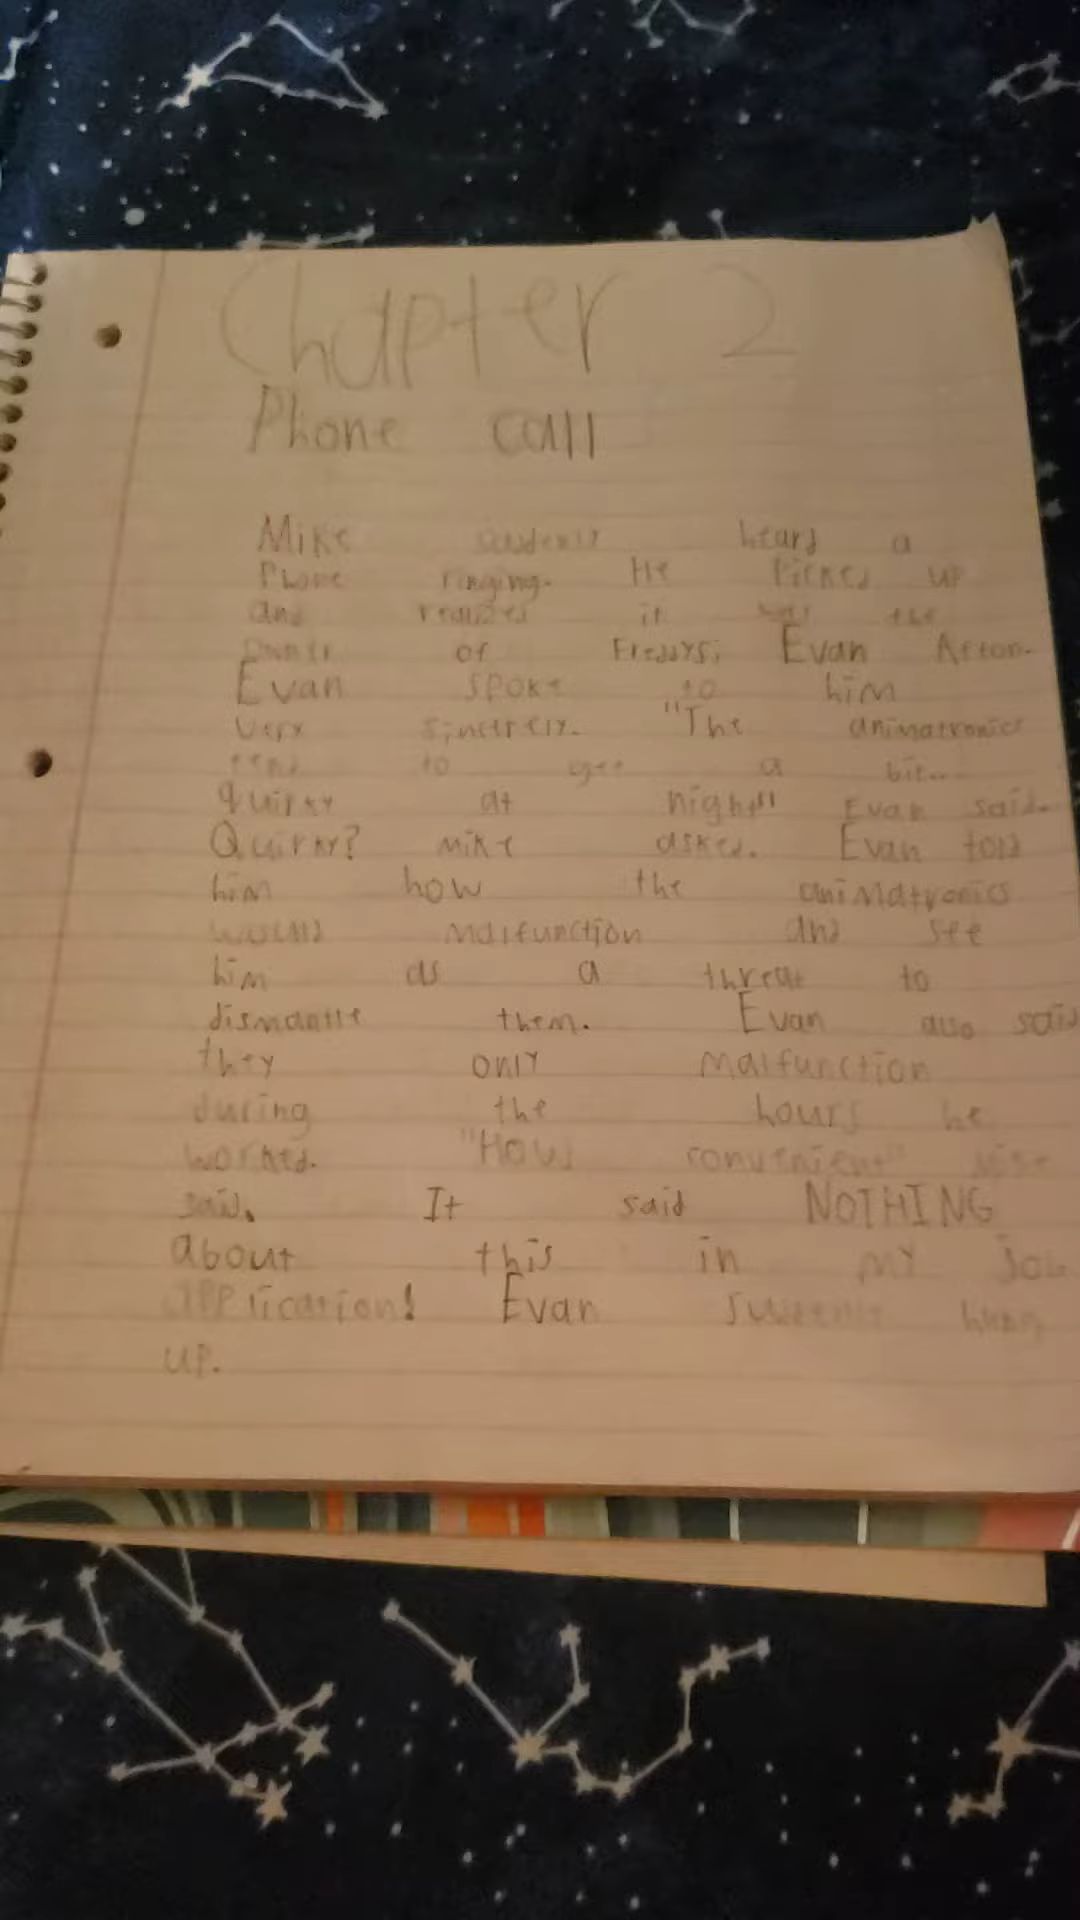 Chapter 2
Phone call
Mike suddenly heard a
Phone ringing. He Picked up
and realized it was the
owner of Freddys, Evan Afton.
Evan spoke to him
very sincerely. "The animatronics
tend to get a bit...
quirky at night" Evan said.
Quirky? Mike asked. Evan told
him how the animatronics
would malfunction and see
him as a threat to
dismantle them. Evan also said
they only malfunction
during the hours he
worked. "How convenient"
said. It said NOTHING
about this in my job
application! Evan hung
up.